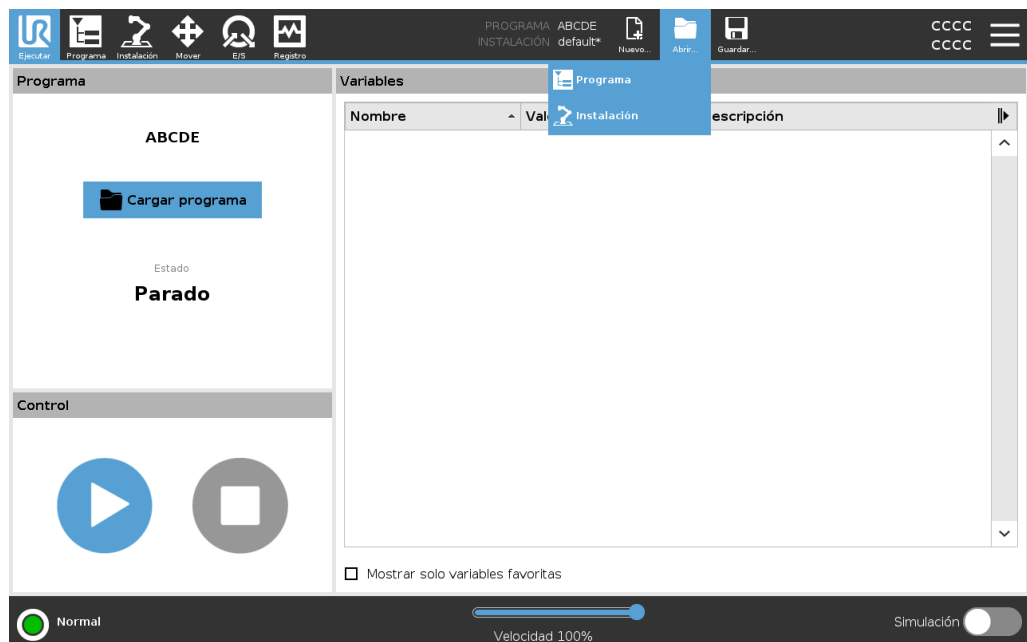 PROGRAMA ABCDE
INSTALACIÓN default*
CCCC
CCCC
Ejecutar Programa Instalación Mover E/S Registro Nuevo... Abrir... Guardar...
Programa
Variables
Programa
Instalación
Nombre Val escripción
ABCDE
Cargar programa
Estado
Parado
Control
Mostrar solo variables favoritas
Normal
Velocidad 100%
Simulación